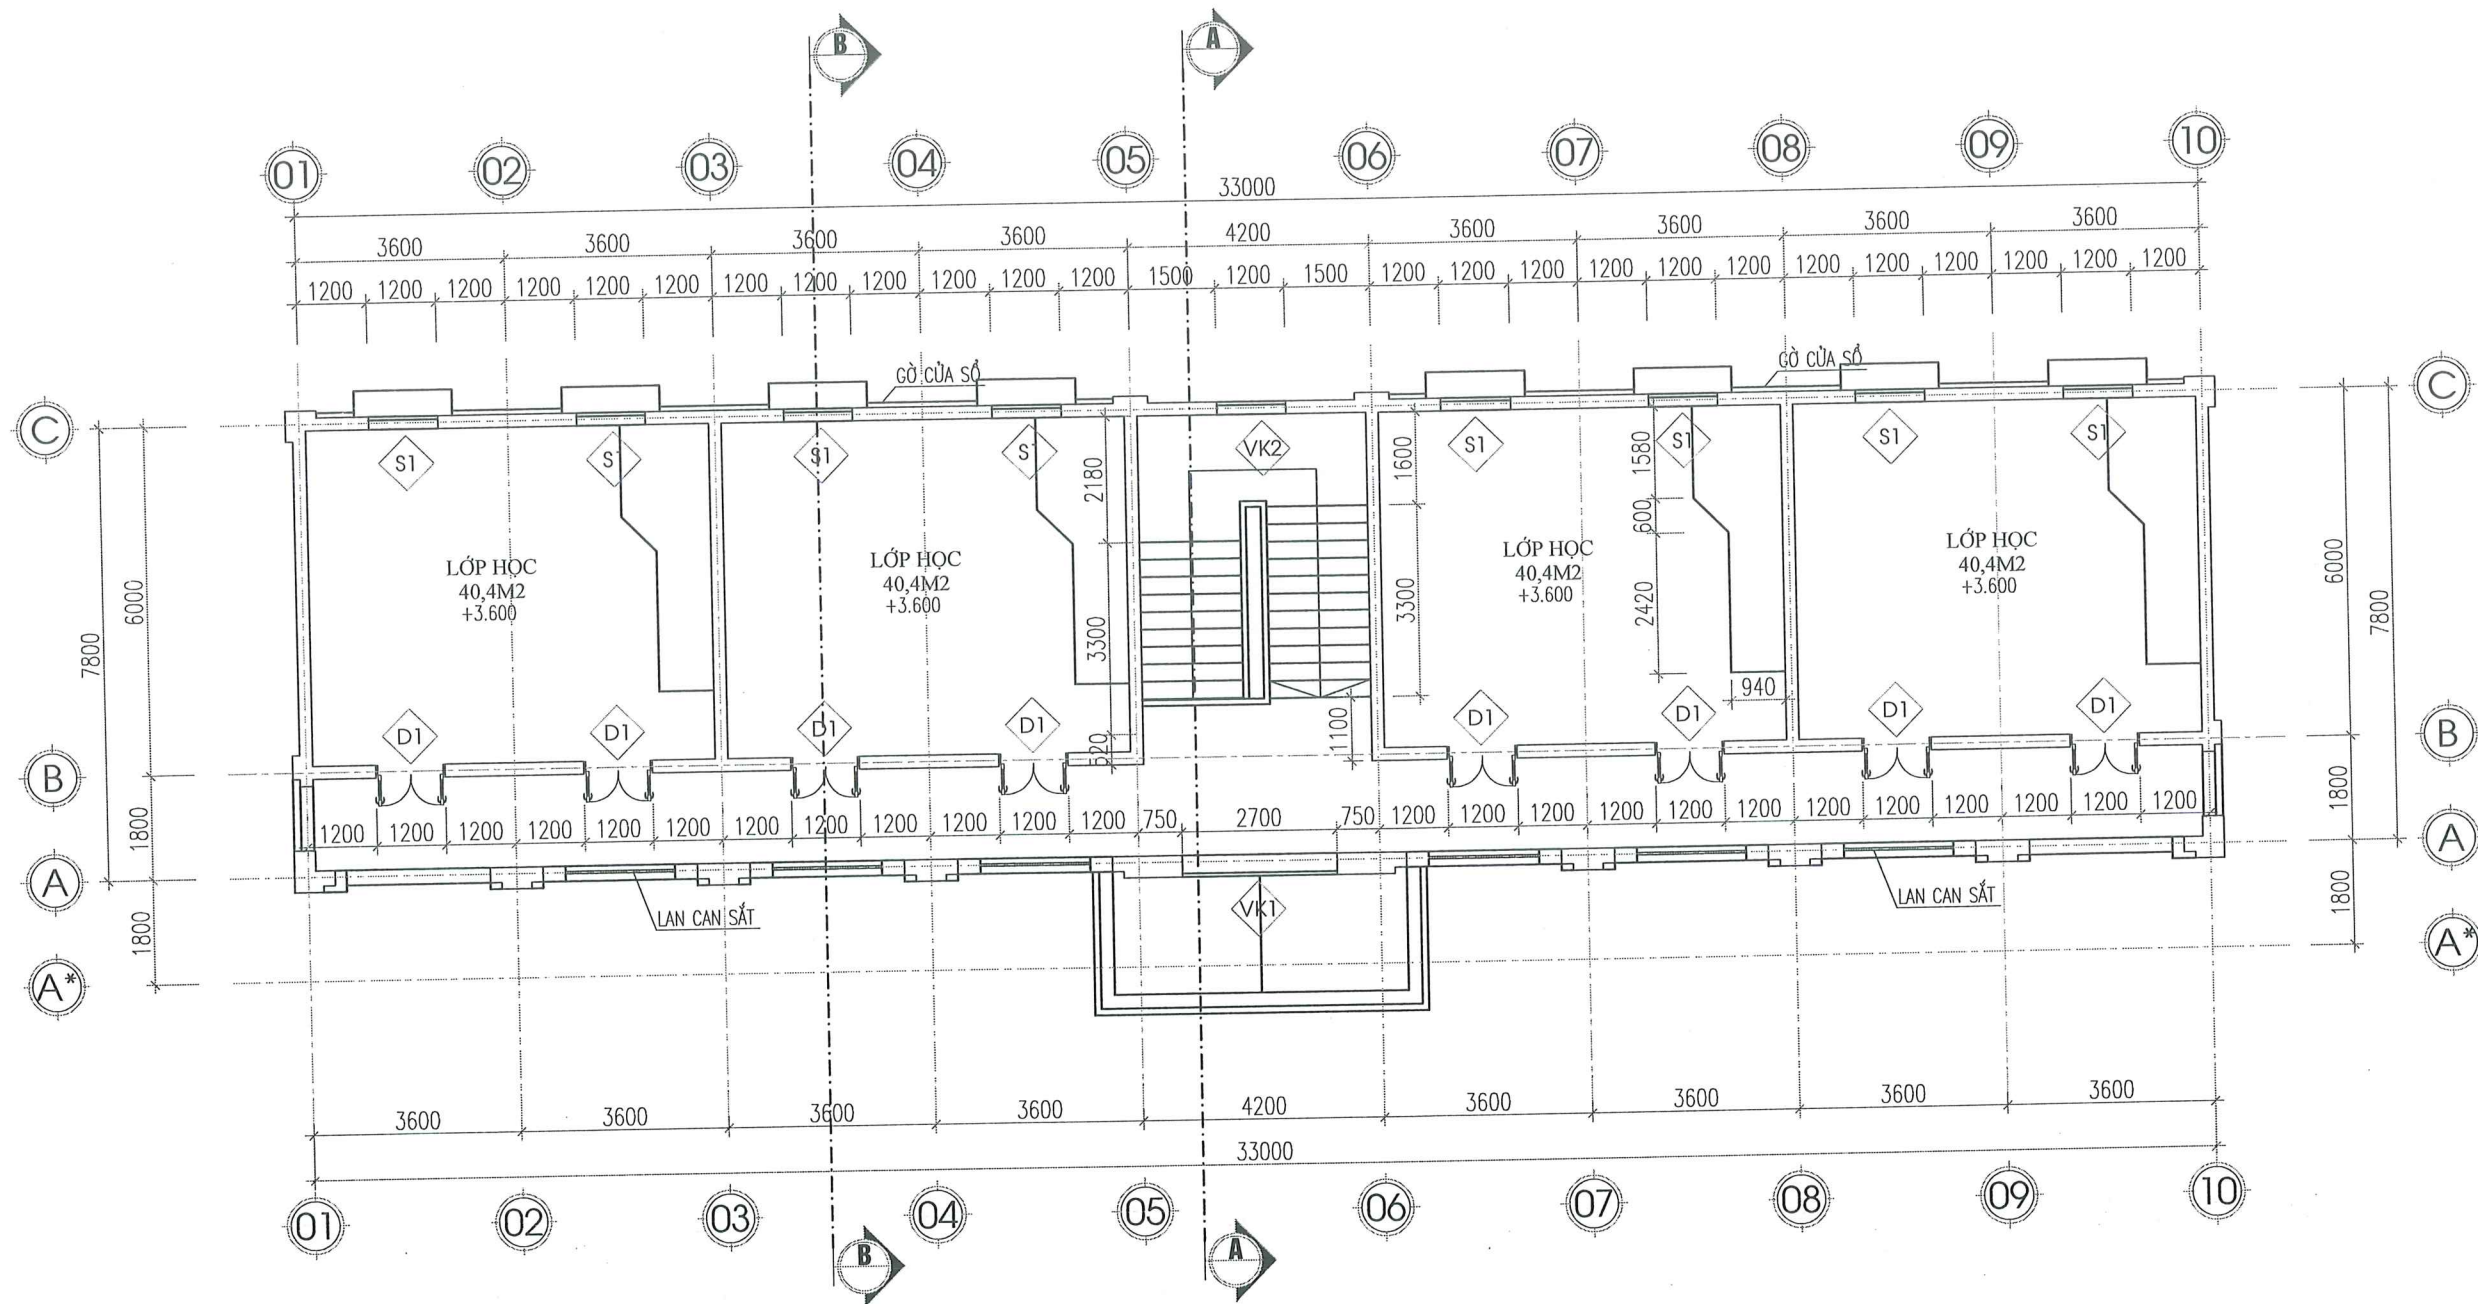 B
A
01 02 03 04 05 06 07 08 09 10
33000
3600 3600 3600 3600 4200 3600 3600 3600 3600
1200 1200 1200 1200 1200 1200 1200 1200 1200 1200 1200 1200 1500 1200 1500 1200 1200 1200 1200 1200 1200 1200 1200 1200 1200 1200 1200
GỜ CỬA SỔ
GỜ CỬA SỔ
C
C
S1 S1 S1 S1 VK2 S1 S1 S1 S1
2180
1600
1580
600
3300
3300
2420
LỚP HỌC
40,4M2
+3.600
LỚP HỌC
40,4M2
+3.600
LỚP HỌC
40,4M2
+3.600
LỚP HỌC
40,4M2
+3.600
6000
7800
6000
7800
940
1100
520
D1 D1 D1 D1 D1 D1 D1 D1
B
B
1800
1800
1200 1200 1200 1200 1200 1200 1200 1200 1200 1200 1200 1200 750 2700 750 1200 1200 1200 1200 1200 1200 1200 1200 1200 1200 1200 1200
A
A
LAN CAN SẮT
VK1
LAN CAN SẮT
1800
1800
A*
A*
3600 3600 3600 3600 4200 3600 3600 3600 3600
33000
01 02 03 04 05 06 07 08 09 10
B
A